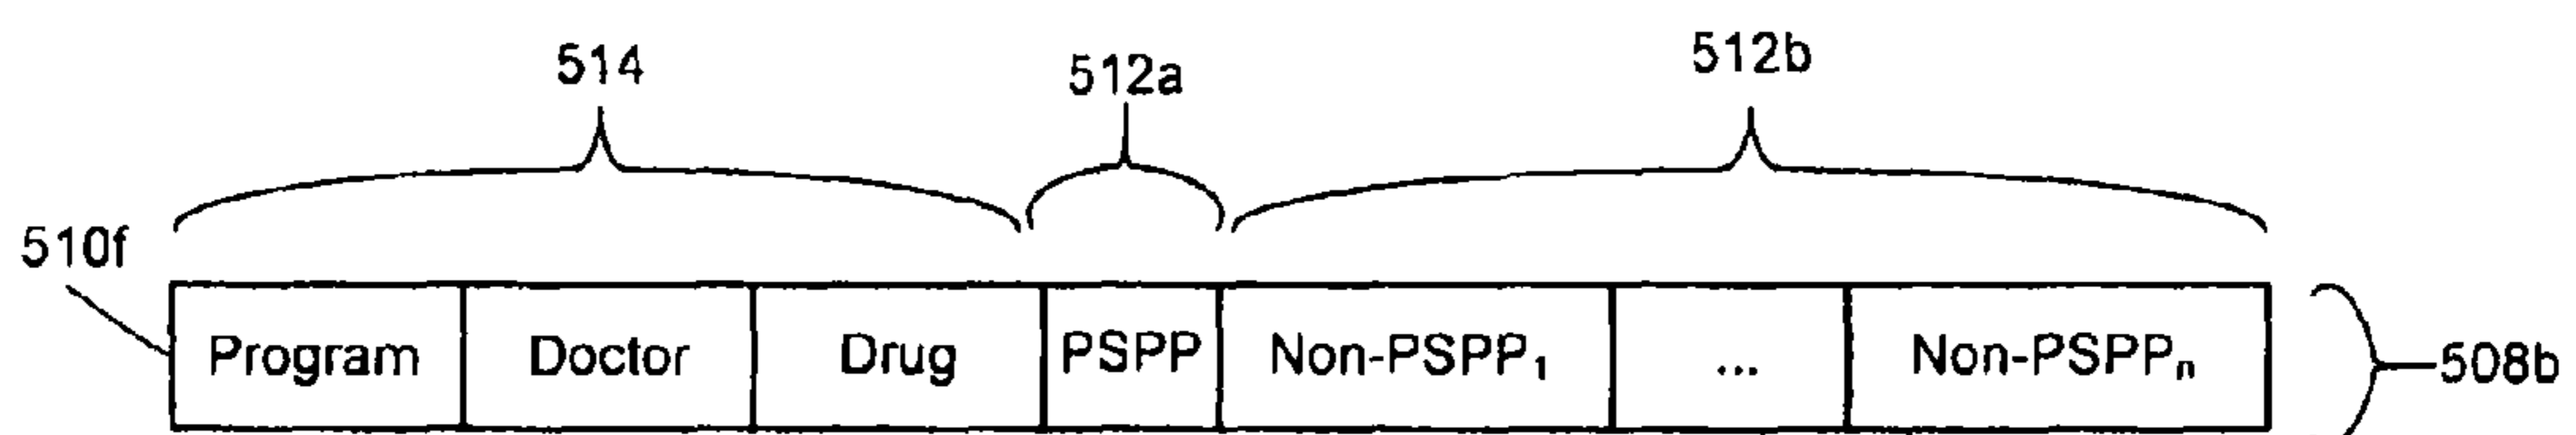 514 512a 512b
510f
Program Doctor Drug PSPP Non-PSPP₁ ... Non-PSPPₙ 508b